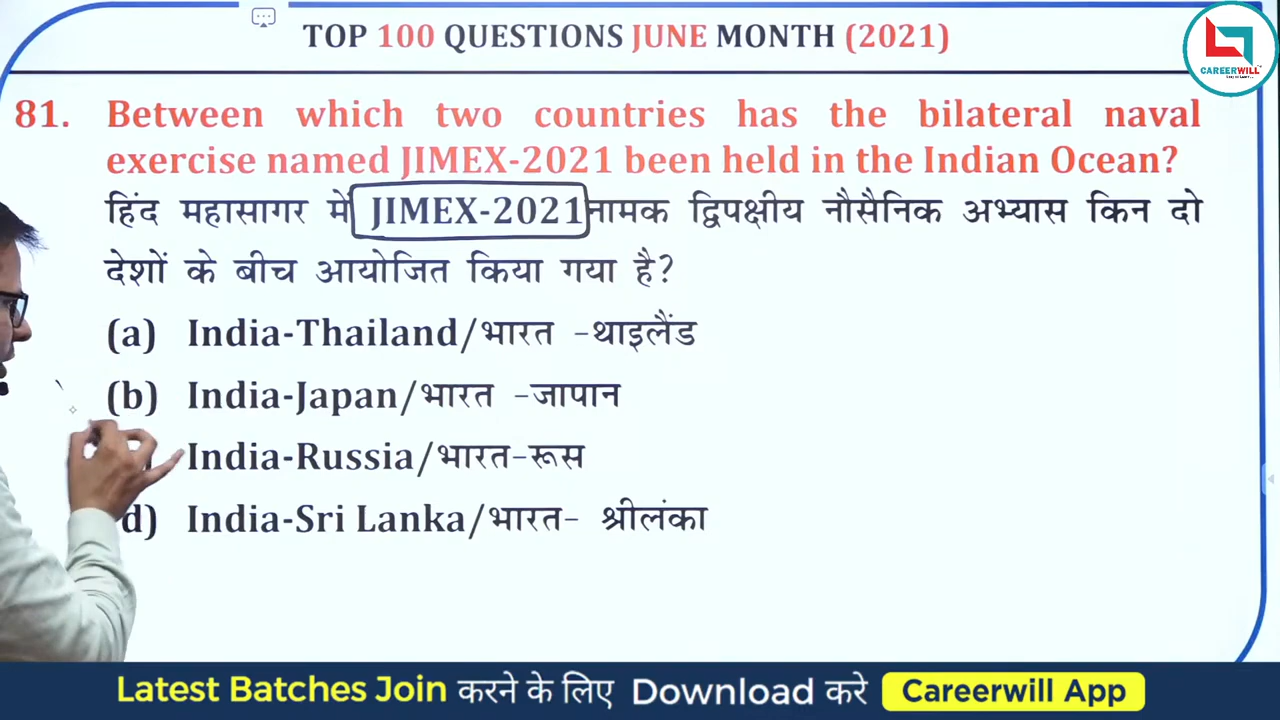 TOP 100 QUESTIONS JUNE MONTH (2021)
CAREERWILL
81. Between which two countries has the bilateral naval
exercise named JIMEX-2021 been held in the Indian Ocean?
हिंद महासागर में JIMEX-2021 नामक द्विपक्षीय नौसैनिक अभ्यास किन दो
देशों के बीच आयोजित किया गया है?
(a) India-Thailand/भारत -थाइलैंड
(b) India-Japan/भारत -जापान
India-Russia/भारत-रूस
d) India-Sri Lanka/भारत- श्रीलंका
Latest Batches Join करने के लिए Download करे Careerwill App